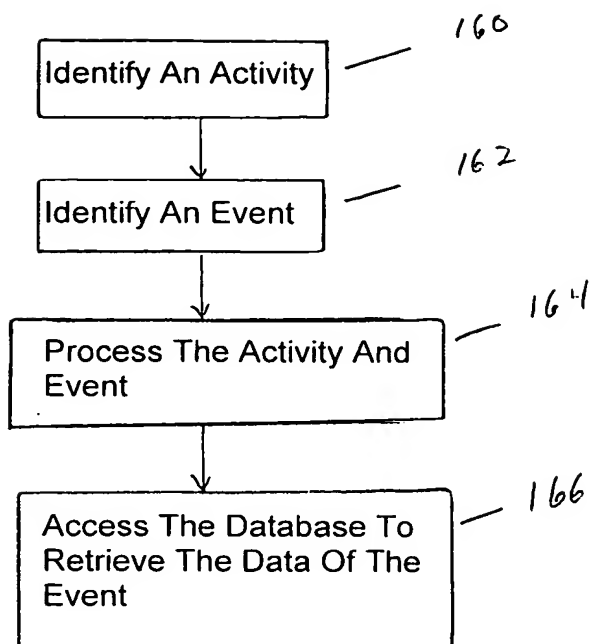 160
Identify An Activity
162
Identify An Event
164
Process The Activity And
Event
166
Access The Database To
Retrieve The Data Of The
Event